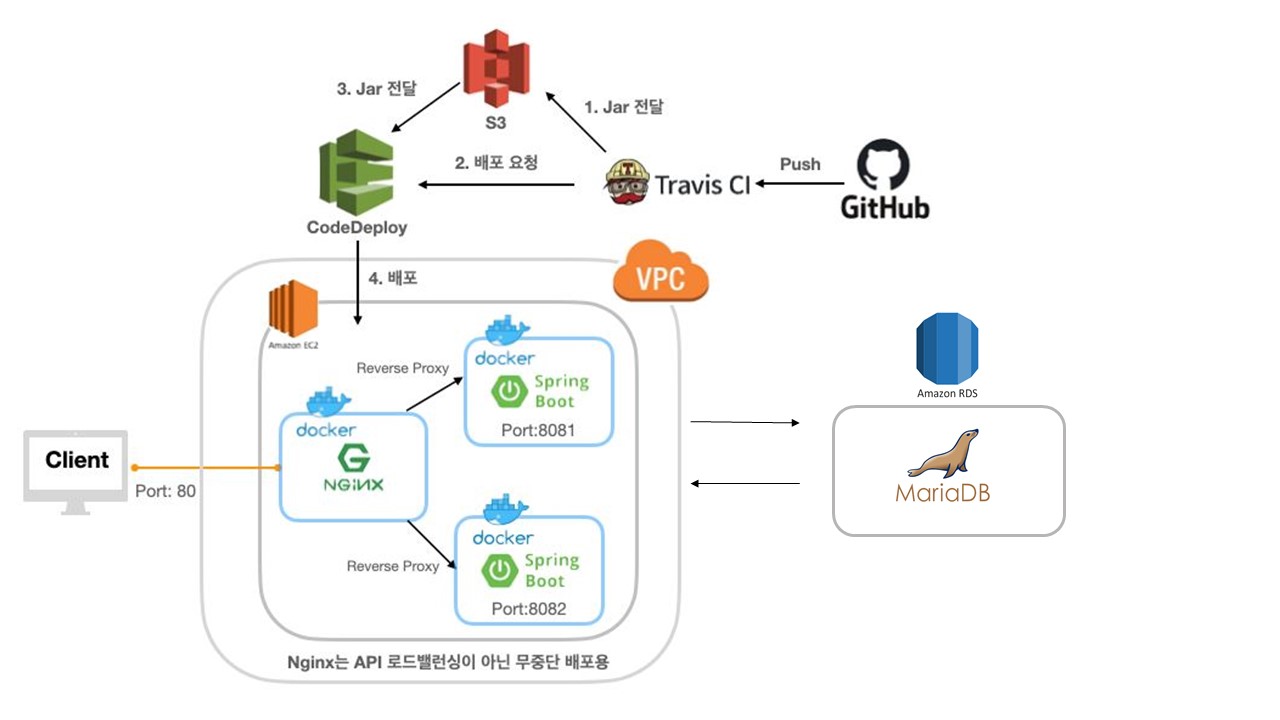 3. Jar 전달
S3
1. Jar 전달
2. 배포 요청
Travis CI
Push
GitHub
CodeDeploy
4. 배포
VPC
Amazon EC2
docker
Reverse Proxy
Spring
Boot
Port:8081
Amazon RDS
docker
NGINX
Client
Port: 80
MariaDB
docker
Reverse Proxy
Spring
Boot
Port:8082
Nginx는 API 로드밸런싱이 아닌 무중단 배포용